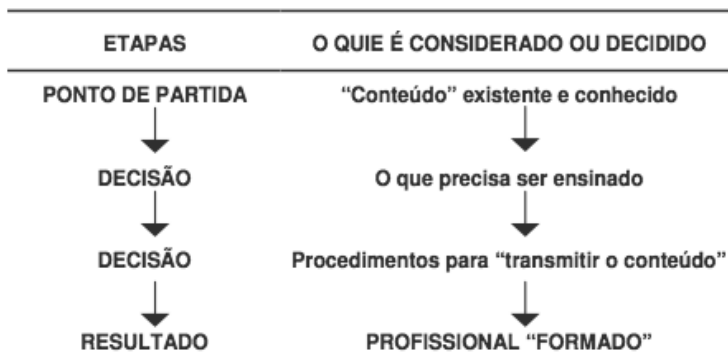 ETAPAS O QUIE É CONSIDERADO OU DECIDIDO
PONTO DE PARTIDA “Conteúdo” existente e conhecido
DECISÃO O que precisa ser ensinado
DECISÃO Procedimentos para “transmitir o conteúdo”
RESULTADO PROFISSIONAL “FORMADO”